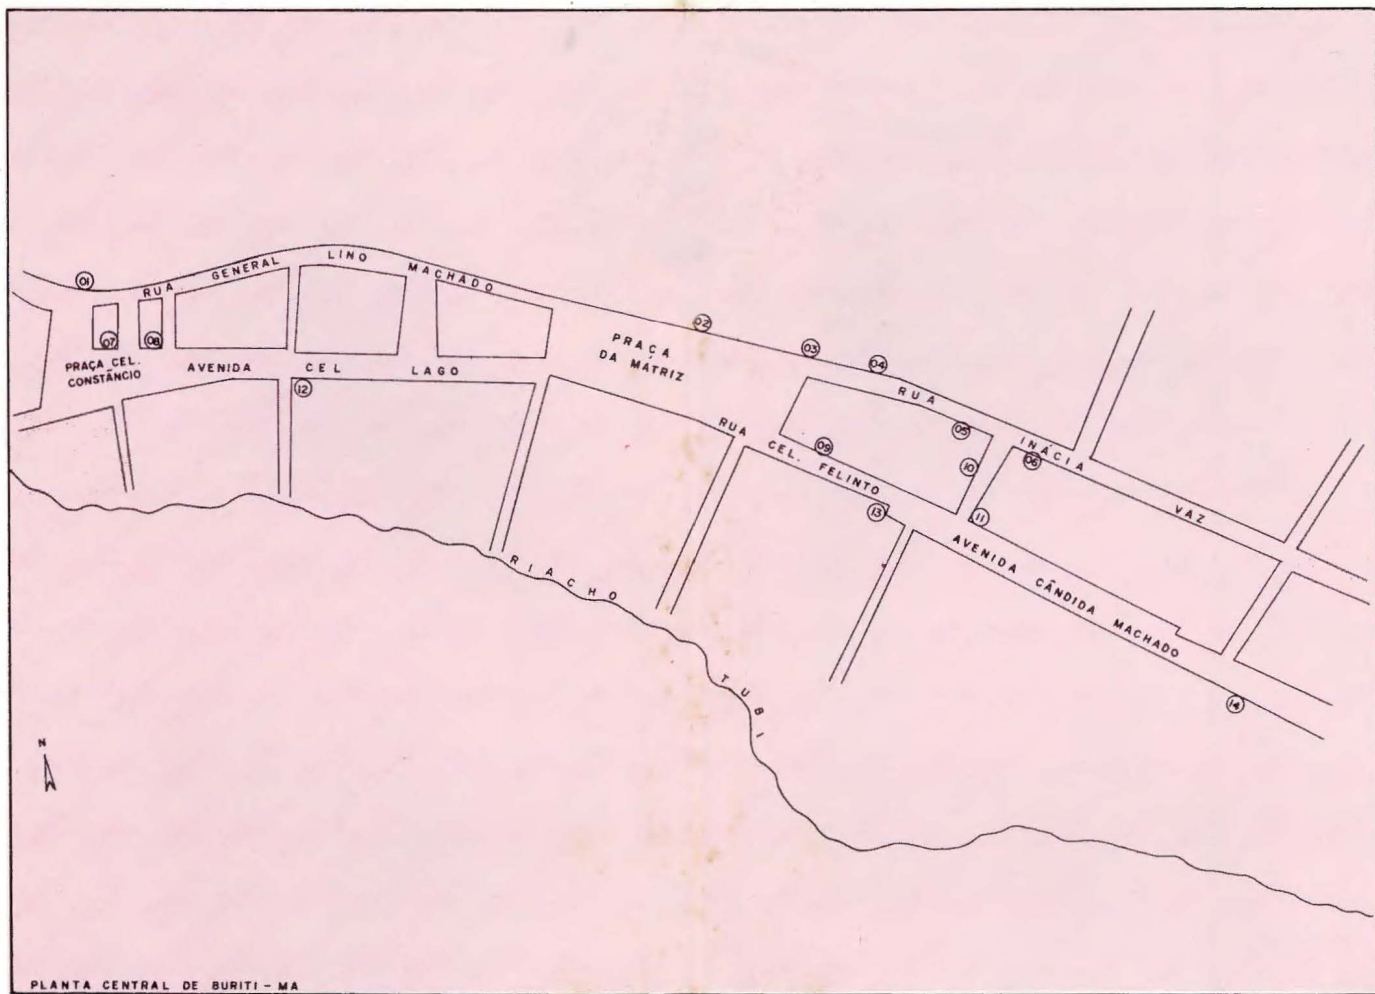 01
RUA GENERAL LINO MACHADO
07
08
PRAÇA CEL.
CONSTÂNCIO
AVENIDA CEL LAGO
12
PRAÇA
DA MÁTRIZ
02
03
04
RUA INÁCIA VAZ
05
06
RUA CEL. FELINTO
09
10
11
13
AVENIDA CÂNDIDA MACHADO
14
RIACHO TUBI
N
PLANTA CENTRAL DE BURITI - MA